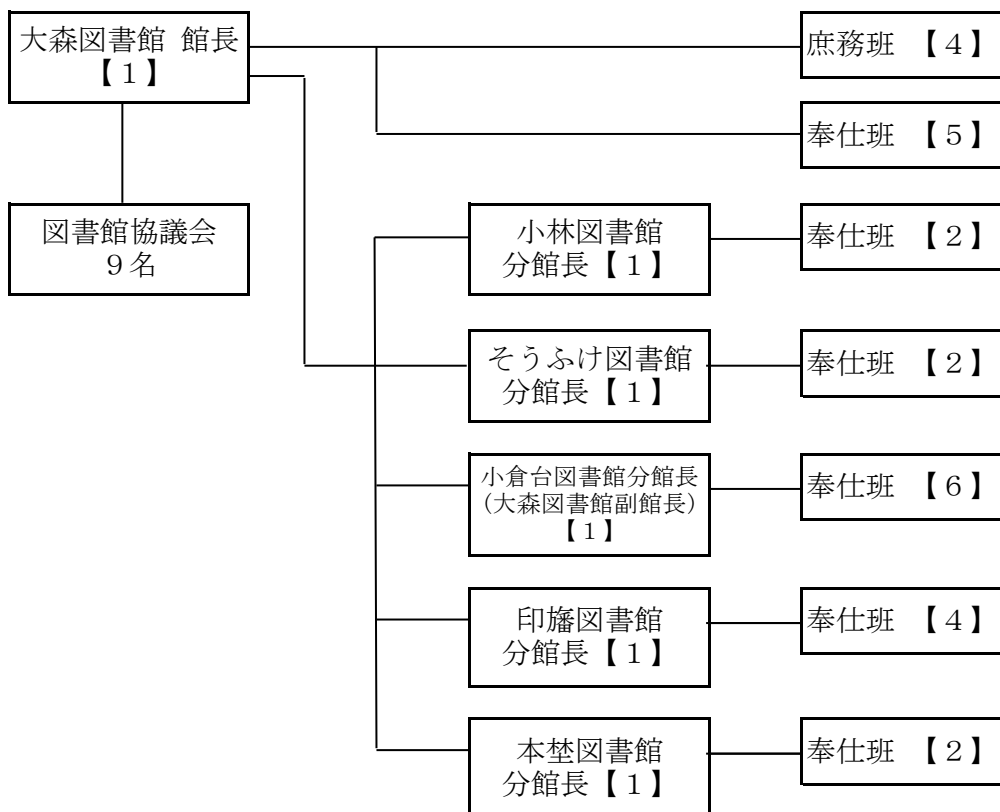 大森図書館 館長
【１】
庶務班 【４】
奉仕班 【５】
図書館協議会
９名
小林図書館
分館長【１】
奉仕班 【２】
そうふけ図書館
分館長【１】
奉仕班 【２】
小倉台図書館分館長
(大森図書館副館長)
【１】
奉仕班 【６】
印旛図書館
分館長【１】
奉仕班 【４】
本埜図書館
分館長【１】
奉仕班 【２】